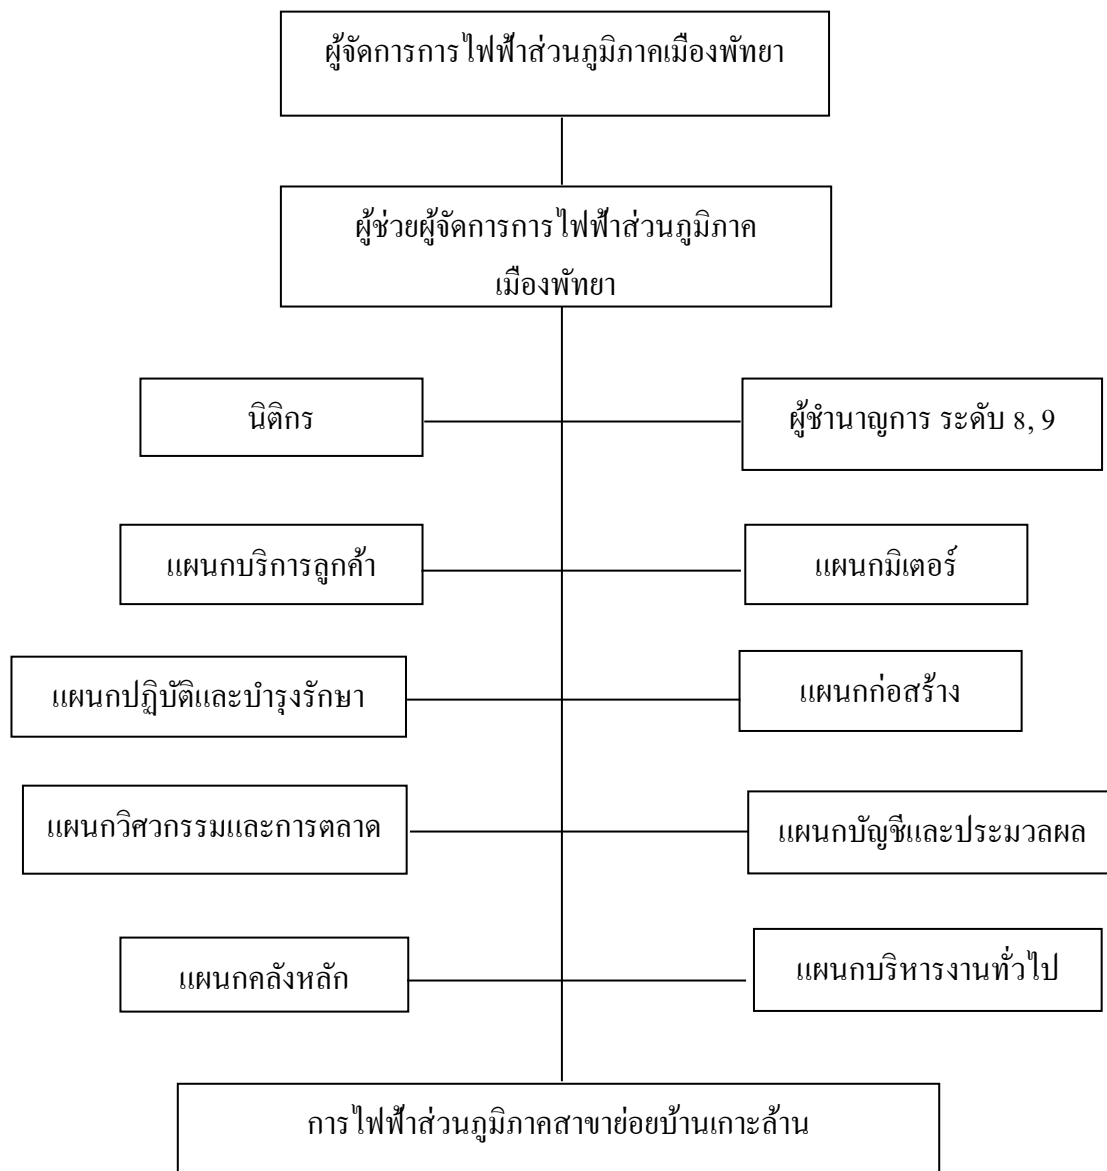 ผู้จัดการการไฟฟ้าส่วนภูมิภาคเมืองพัทยา
ผู้ช่วยผู้จัดการการไฟฟ้าส่วนภูมิภาค
เมืองพัทยา
นิติกร
ผู้ชำนาญการ ระดับ 8, 9
แผนกบริการลูกค้า
แผนกมิเตอร์
แผนกปฏิบัติและบำรุงรักษา
แผนกก่อสร้าง
แผนกวิศวกรรมและการตลาด
แผนกบัญชีและประมวลผล
แผนกคลังหลัก
แผนกบริหารงานทั่วไป
การไฟฟ้าส่วนภูมิภาคสาขาย่อยบ้านเกาะล้าน